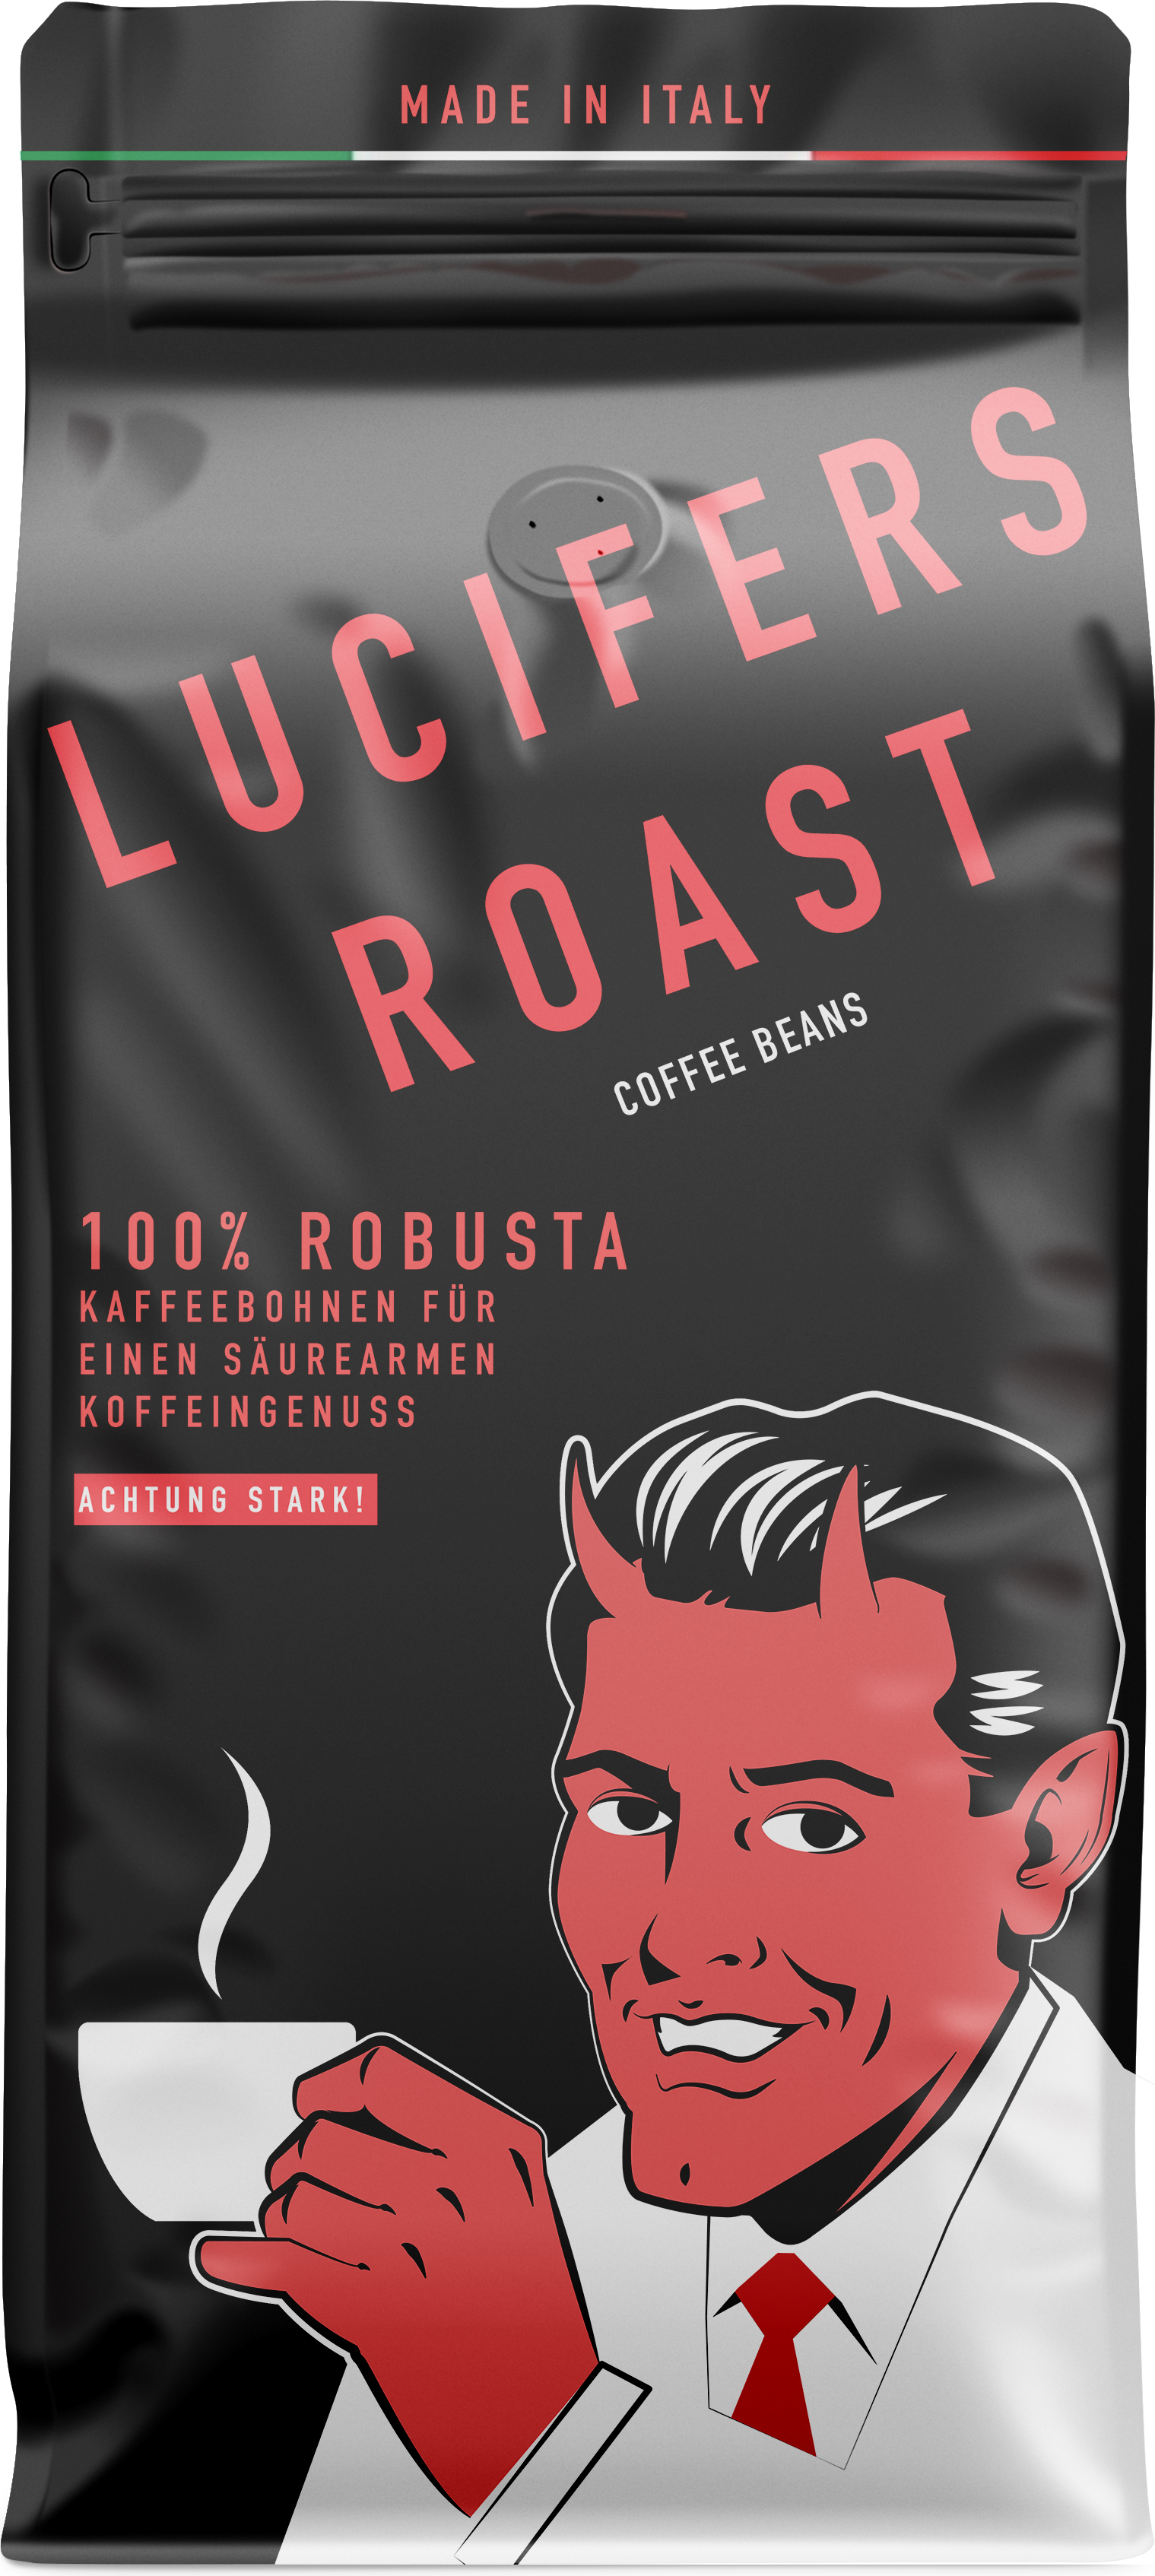 MADE IN ITALY
LUCIFERS
ROAST
COFFEE BEANS
100% ROBUSTA
KAFFEEBOHNEN FÜR
EINEN SÄUREARMEN
KOFFEINGENUSS
ACHTUNG STARK!